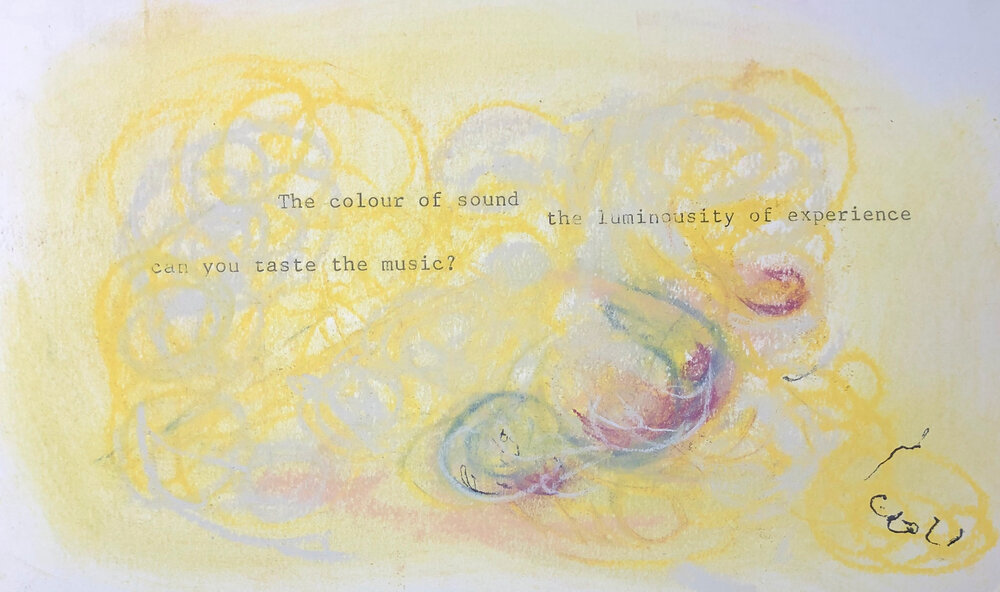 The colour of sound
the luminousity of experience
can you taste the music?